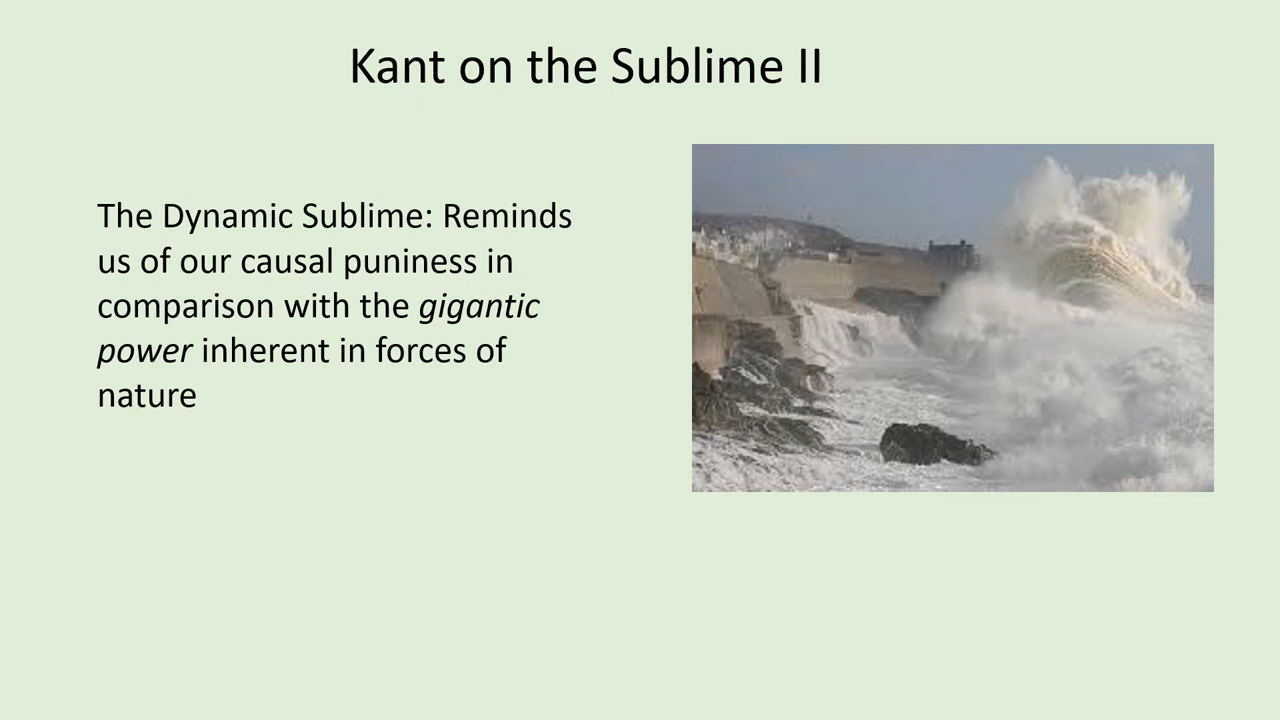 Kant on the Sublime II
The Dynamic Sublime: Reminds
us of our causal puniness in
comparison with the gigantic
power inherent in forces of
nature